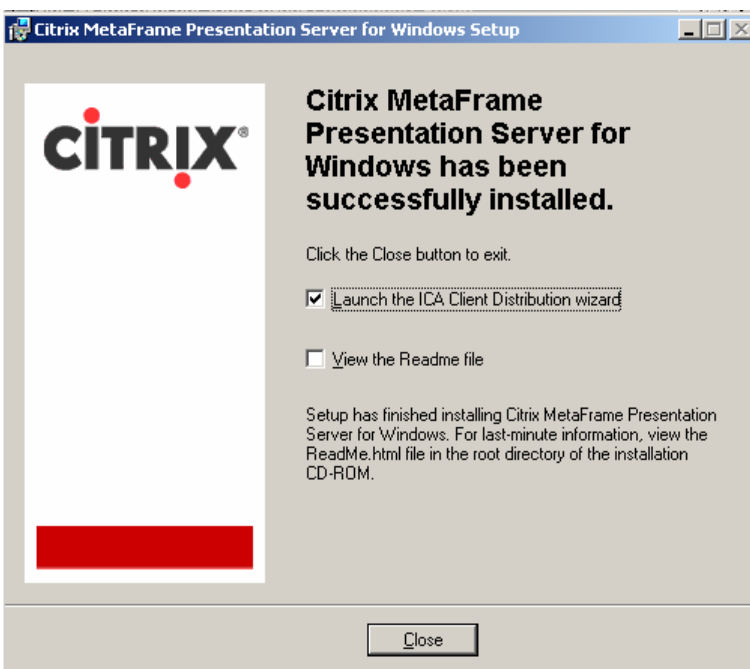 Citrix MetaFrame Presentation Server for Windows Setup
CITRIX®
Citrix MetaFrame
Presentation Server for
Windows has been
successfully installed.
Click the Close button to exit.
Launch the ICA Client Distribution wizard
View the Readme file
Setup has finished installing Citrix MetaFrame Presentation
Server for Windows. For last-minute information, view the
ReadMe.html file in the root directory of the installation
CD-ROM.
Close